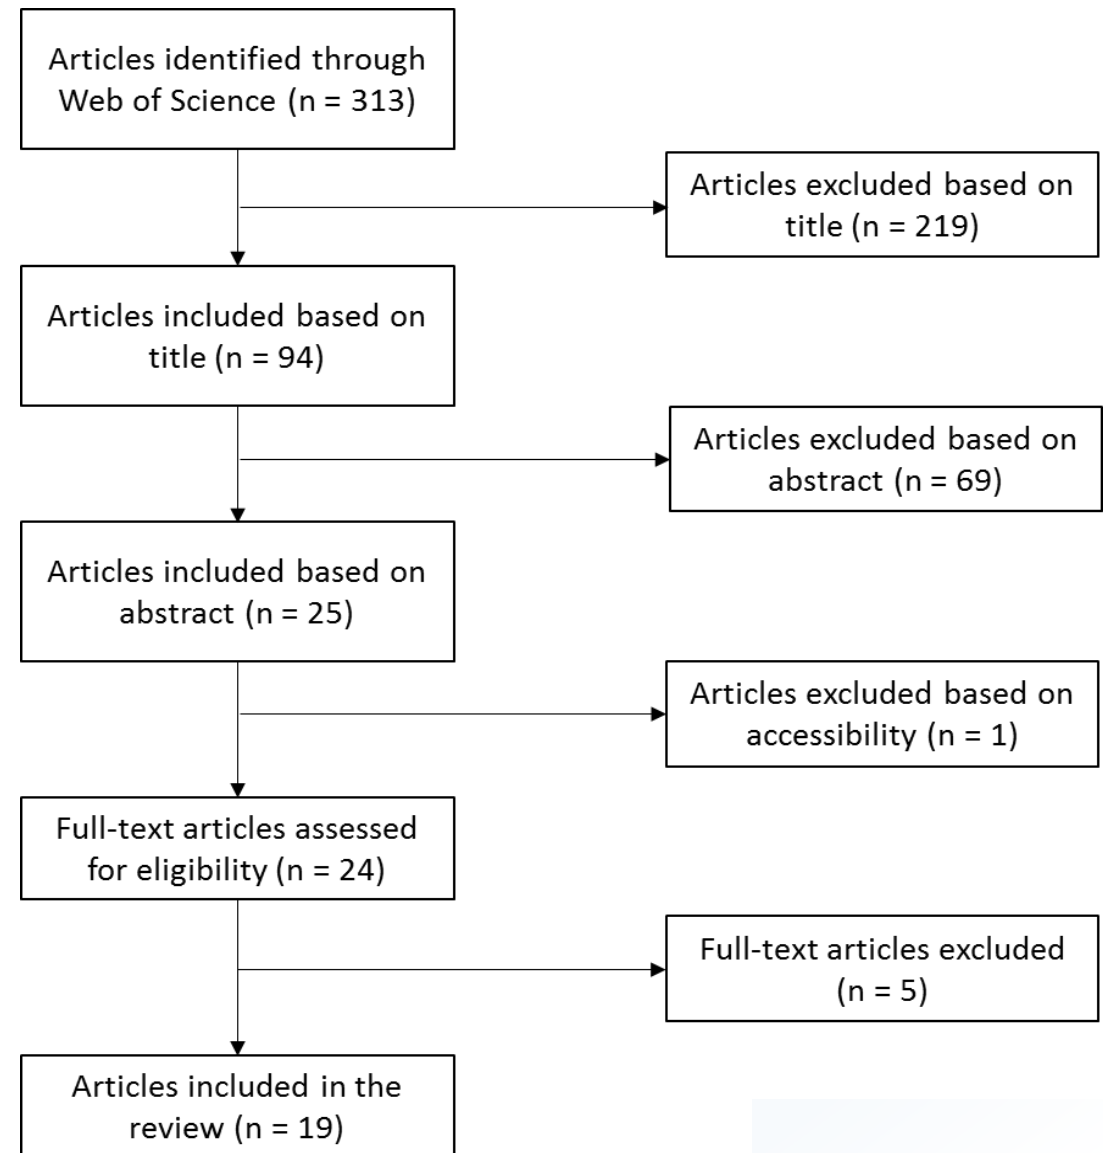 Articles identified through
Web of Science (n = 313)
Articles excluded based on
title (n = 219)
Articles included based on
title (n = 94)
Articles excluded based on
abstract (n = 69)
Articles included based on
abstract (n = 25)
Articles excluded based on
accessibility (n = 1)
Full-text articles assessed
for eligibility (n = 24)
Full-text articles excluded
(n = 5)
Articles included in the
review (n = 19)